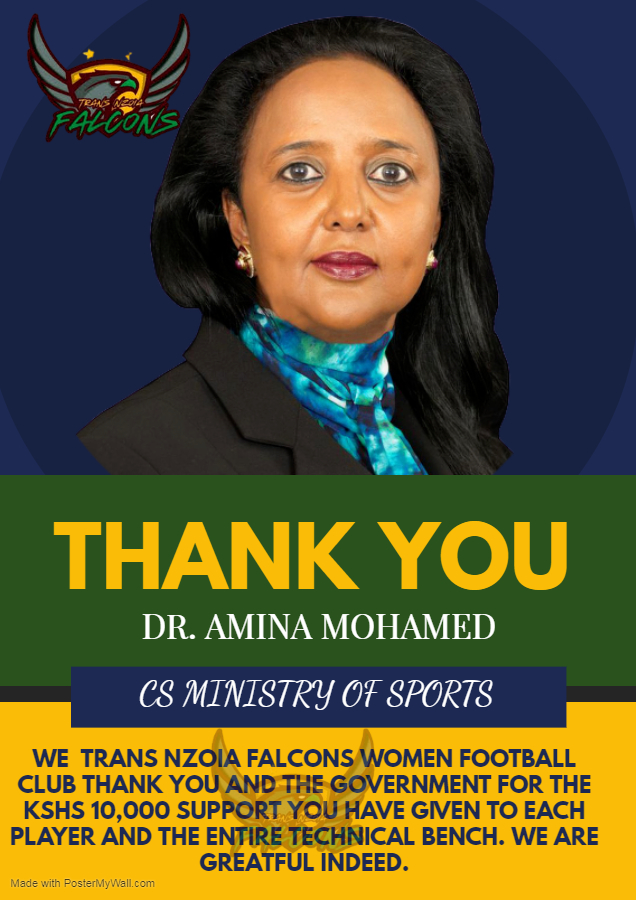 TRANS NZOIA
FALCONS
THANK YOU
DR. AMINA MOHAMED
CS MINISTRY OF SPORTS
WE TRANS NZOIA FALCONS WOMEN FOOTBALL
CLUB THANK YOU AND THE GOVERNMENT FOR THE
KSHS 10,000 SUPPORT YOU HAVE GIVEN TO EACH
PLAYER AND THE ENTIRE TECHNICAL BENCH. WE ARE
GREATFUL INDEED.
Made with PosterMyWall.com